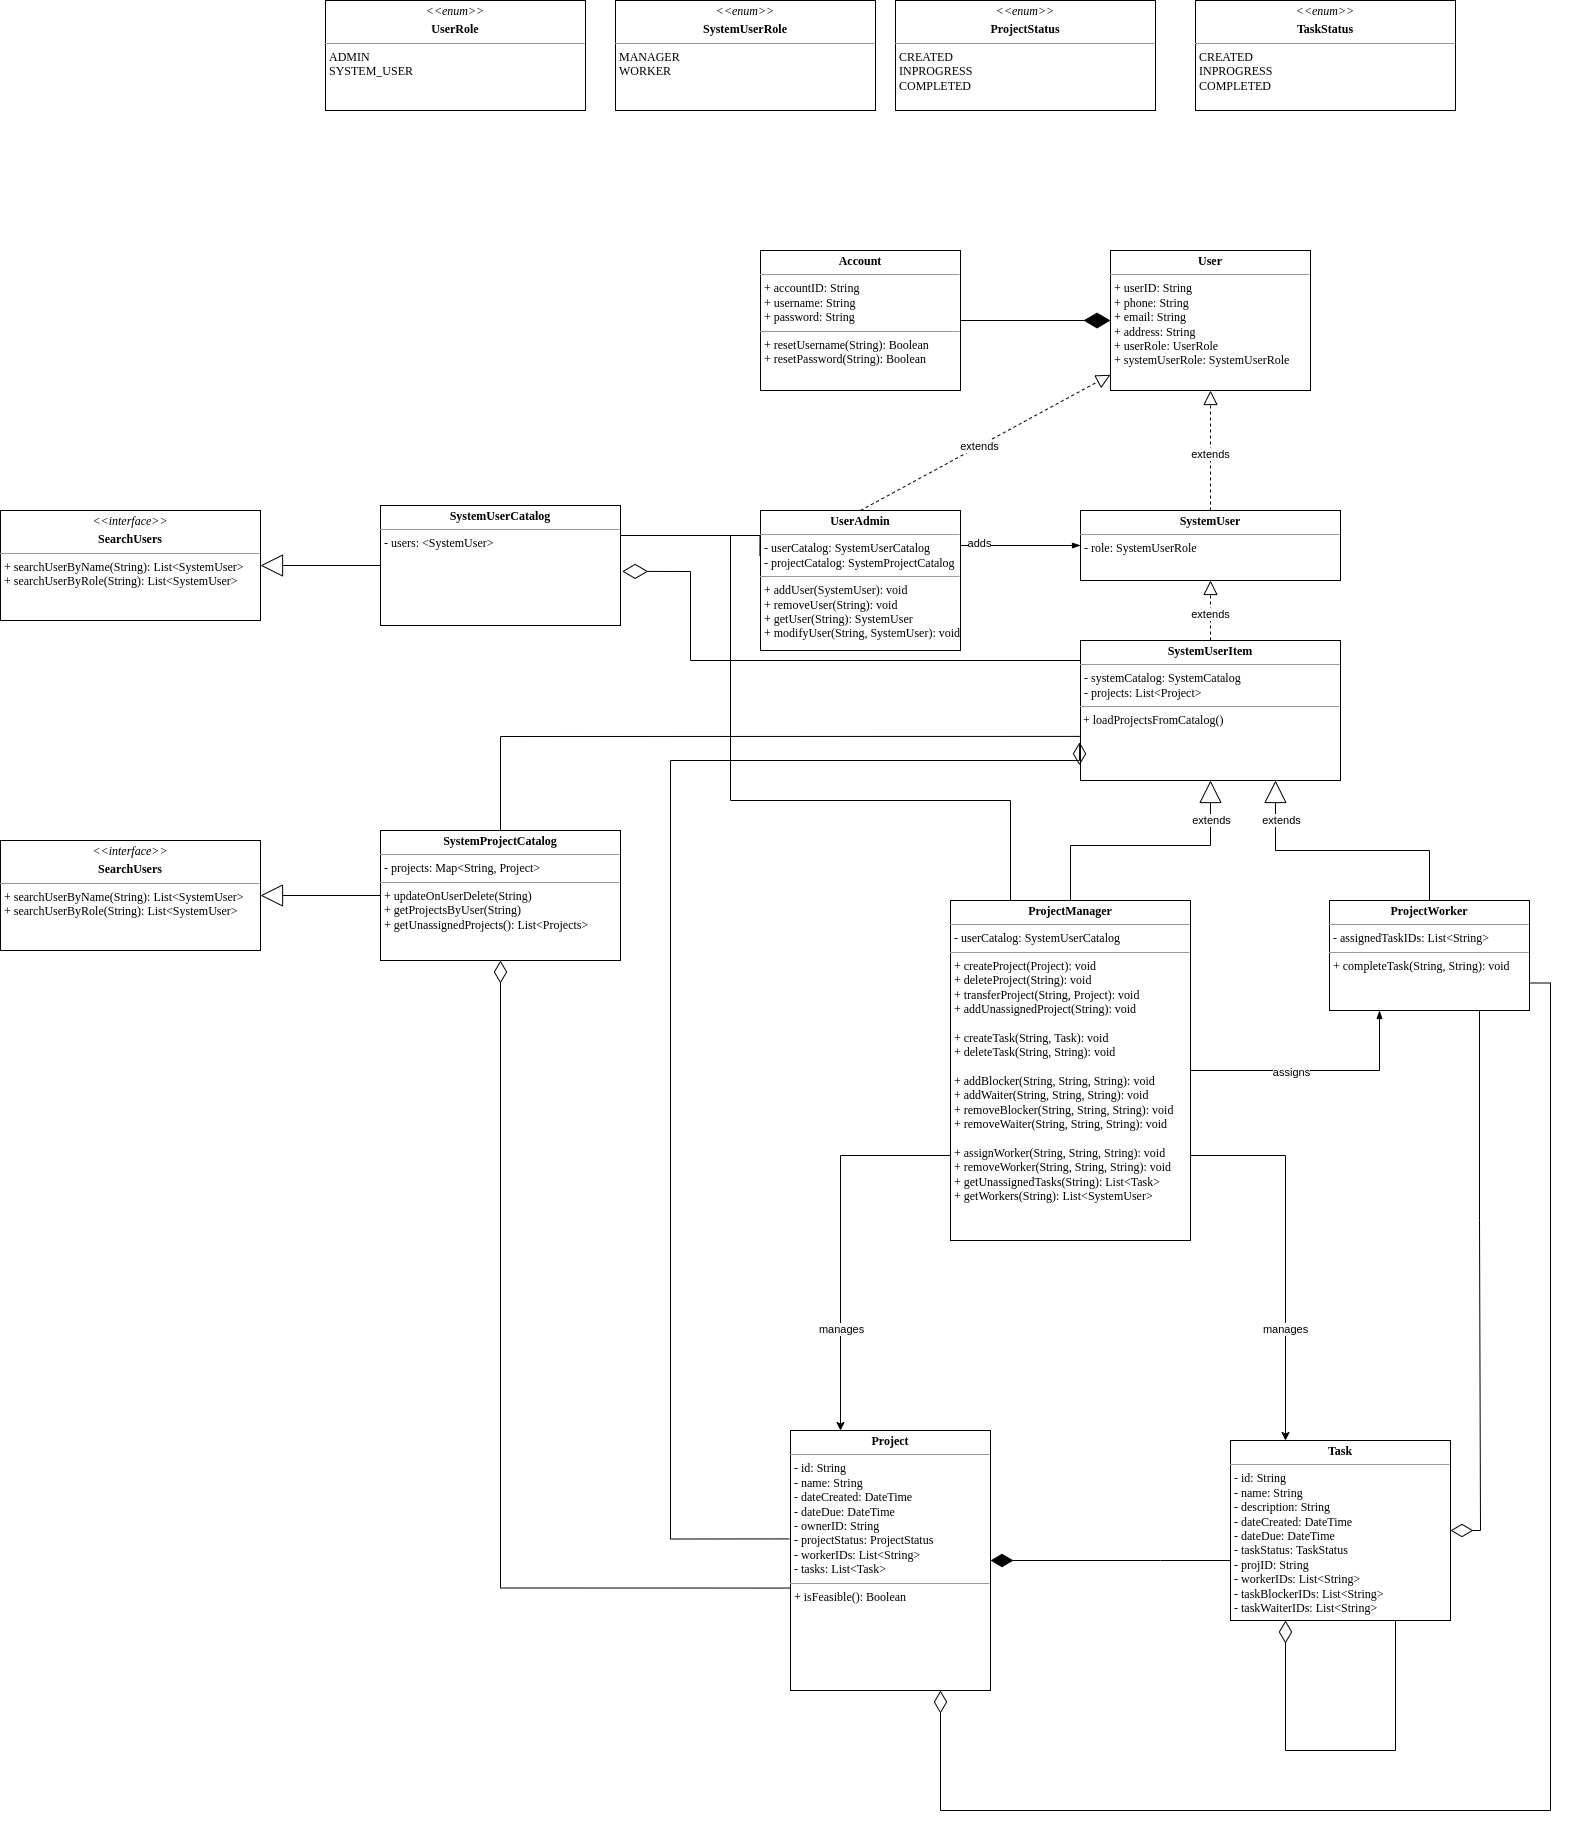 <<enum>>
UserRole
ADMIN
SYSTEM_USER
<<enum>>
SystemUserRole
MANAGER
WORKER
<<enum>>
ProjectStatus
CREATED
INPROGRESS
COMPLETED
<<enum>>
TaskStatus
CREATED
INPROGRESS
COMPLETED
Account
+ accountID: String
+ username: String
+ password: String
+ resetUsername(String): Boolean
+ resetPassword(String): Boolean
User
+ userID: String
+ phone: String
+ email: String
+ address: String
+ userRole: UserRole
+ systemUserRole: SystemUserRole
extends
extends
<<interface>>
SearchUsers
+ searchUserByName(String): List<SystemUser>
+ searchUserByRole(String): List<SystemUser>
SystemUserCatalog
- users: <SystemUser>
UserAdmin
- userCatalog: SystemUserCatalog
- projectCatalog: SystemProjectCatalog
+ addUser(SystemUser): void
+ removeUser(String): void
+ getUser(String): SystemUser
+ modifyUser(String, SystemUser): void
adds
SystemUser
- role: SystemUserRole
extends
SystemUserItem
- systemCatalog: SystemCatalog
- projects: List<Project>
+ loadProjectsFromCatalog()
extends
extends
<<interface>>
SearchUsers
+ searchUserByName(String): List<SystemUser>
+ searchUserByRole(String): List<SystemUser>
SystemProjectCatalog
- projects: Map<String, Project>
+ updateOnUserDelete(String)
+ getProjectsByUser(String)
+ getUnassignedProjects(): List<Projects>
ProjectManager
- userCatalog: SystemUserCatalog
+ createProject(Project): void
+ deleteProject(String): void
+ transferProject(String, Project): void
+ addUnassignedProject(String): void
+ createTask(String, Task): void
+ deleteTask(String, String): void
+ addBlocker(String, String, String): void
+ addWaiter(String, String, String): void
+ removeBlocker(String, String, String): void
+ removeWaiter(String, String, String): void
+ assignWorker(String, String, String): void
+ removeWorker(String, String, String): void
+ getUnassignedTasks(String): List<Task>
+ getWorkers(String): List<SystemUser>
ProjectWorker
- assignedTaskIDs: List<String>
+ completeTask(String, String): void
assigns
manages
manages
Project
- id: String
- name: String
- dateCreated: DateTime
- dateDue: DateTime
- ownerID: String
- projectStatus: ProjectStatus
- workerIDs: List<String>
- tasks: List<Task>
+ isFeasible(): Boolean
Task
- id: String
- name: String
- description: String
- dateCreated: DateTime
- dateDue: DateTime
- taskStatus: TaskStatus
- projID: String
- workerIDs: List<String>
- taskBlockerIDs: List<String>
- taskWaiterIDs: List<String>